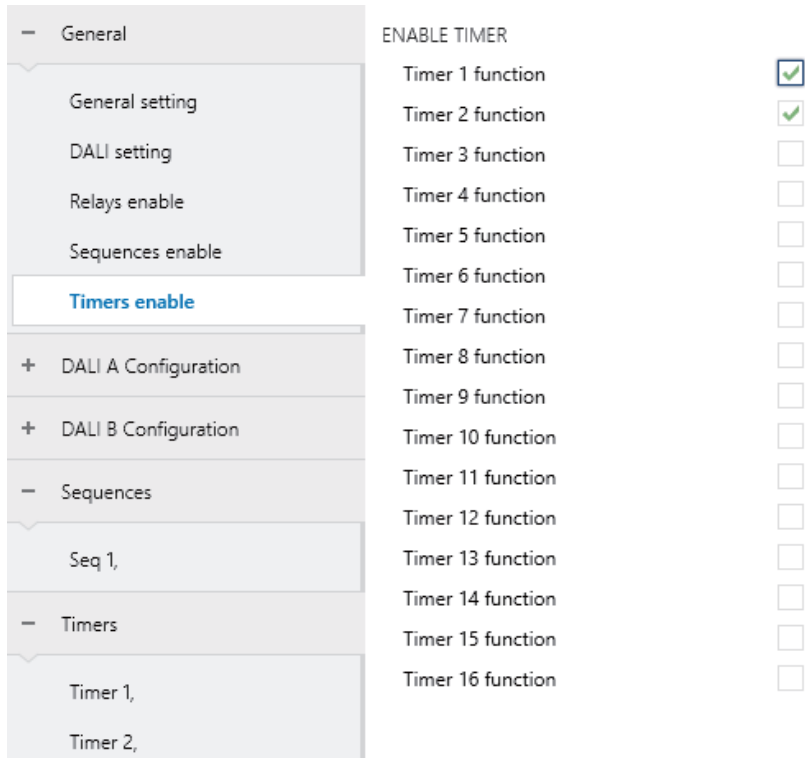 General
General setting
DALI setting
Relays enable
Sequences enable
Timers enable
DALI A Configuration
DALI B Configuration
Sequences
Seq 1,
Timers
Timer 1,
Timer 2,
ENABLE TIMER
Timer 1 function
Timer 2 function
Timer 3 function
Timer 4 function
Timer 5 function
Timer 6 function
Timer 7 function
Timer 8 function
Timer 9 function
Timer 10 function
Timer 11 function
Timer 12 function
Timer 13 function
Timer 14 function
Timer 15 function
Timer 16 function